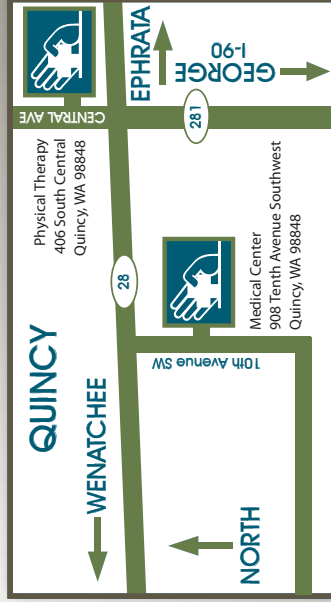 QUINCY
WENATCHEE
NORTH
EPHRATA
GEORGE
I-90
CENTRAL AVE
Physical Therapy
406 South Central
Quincy, WA 98848
28
281
10th Avenue SW
Medical Center
908 Tenth Avenue Southwest
Quincy, WA 98848